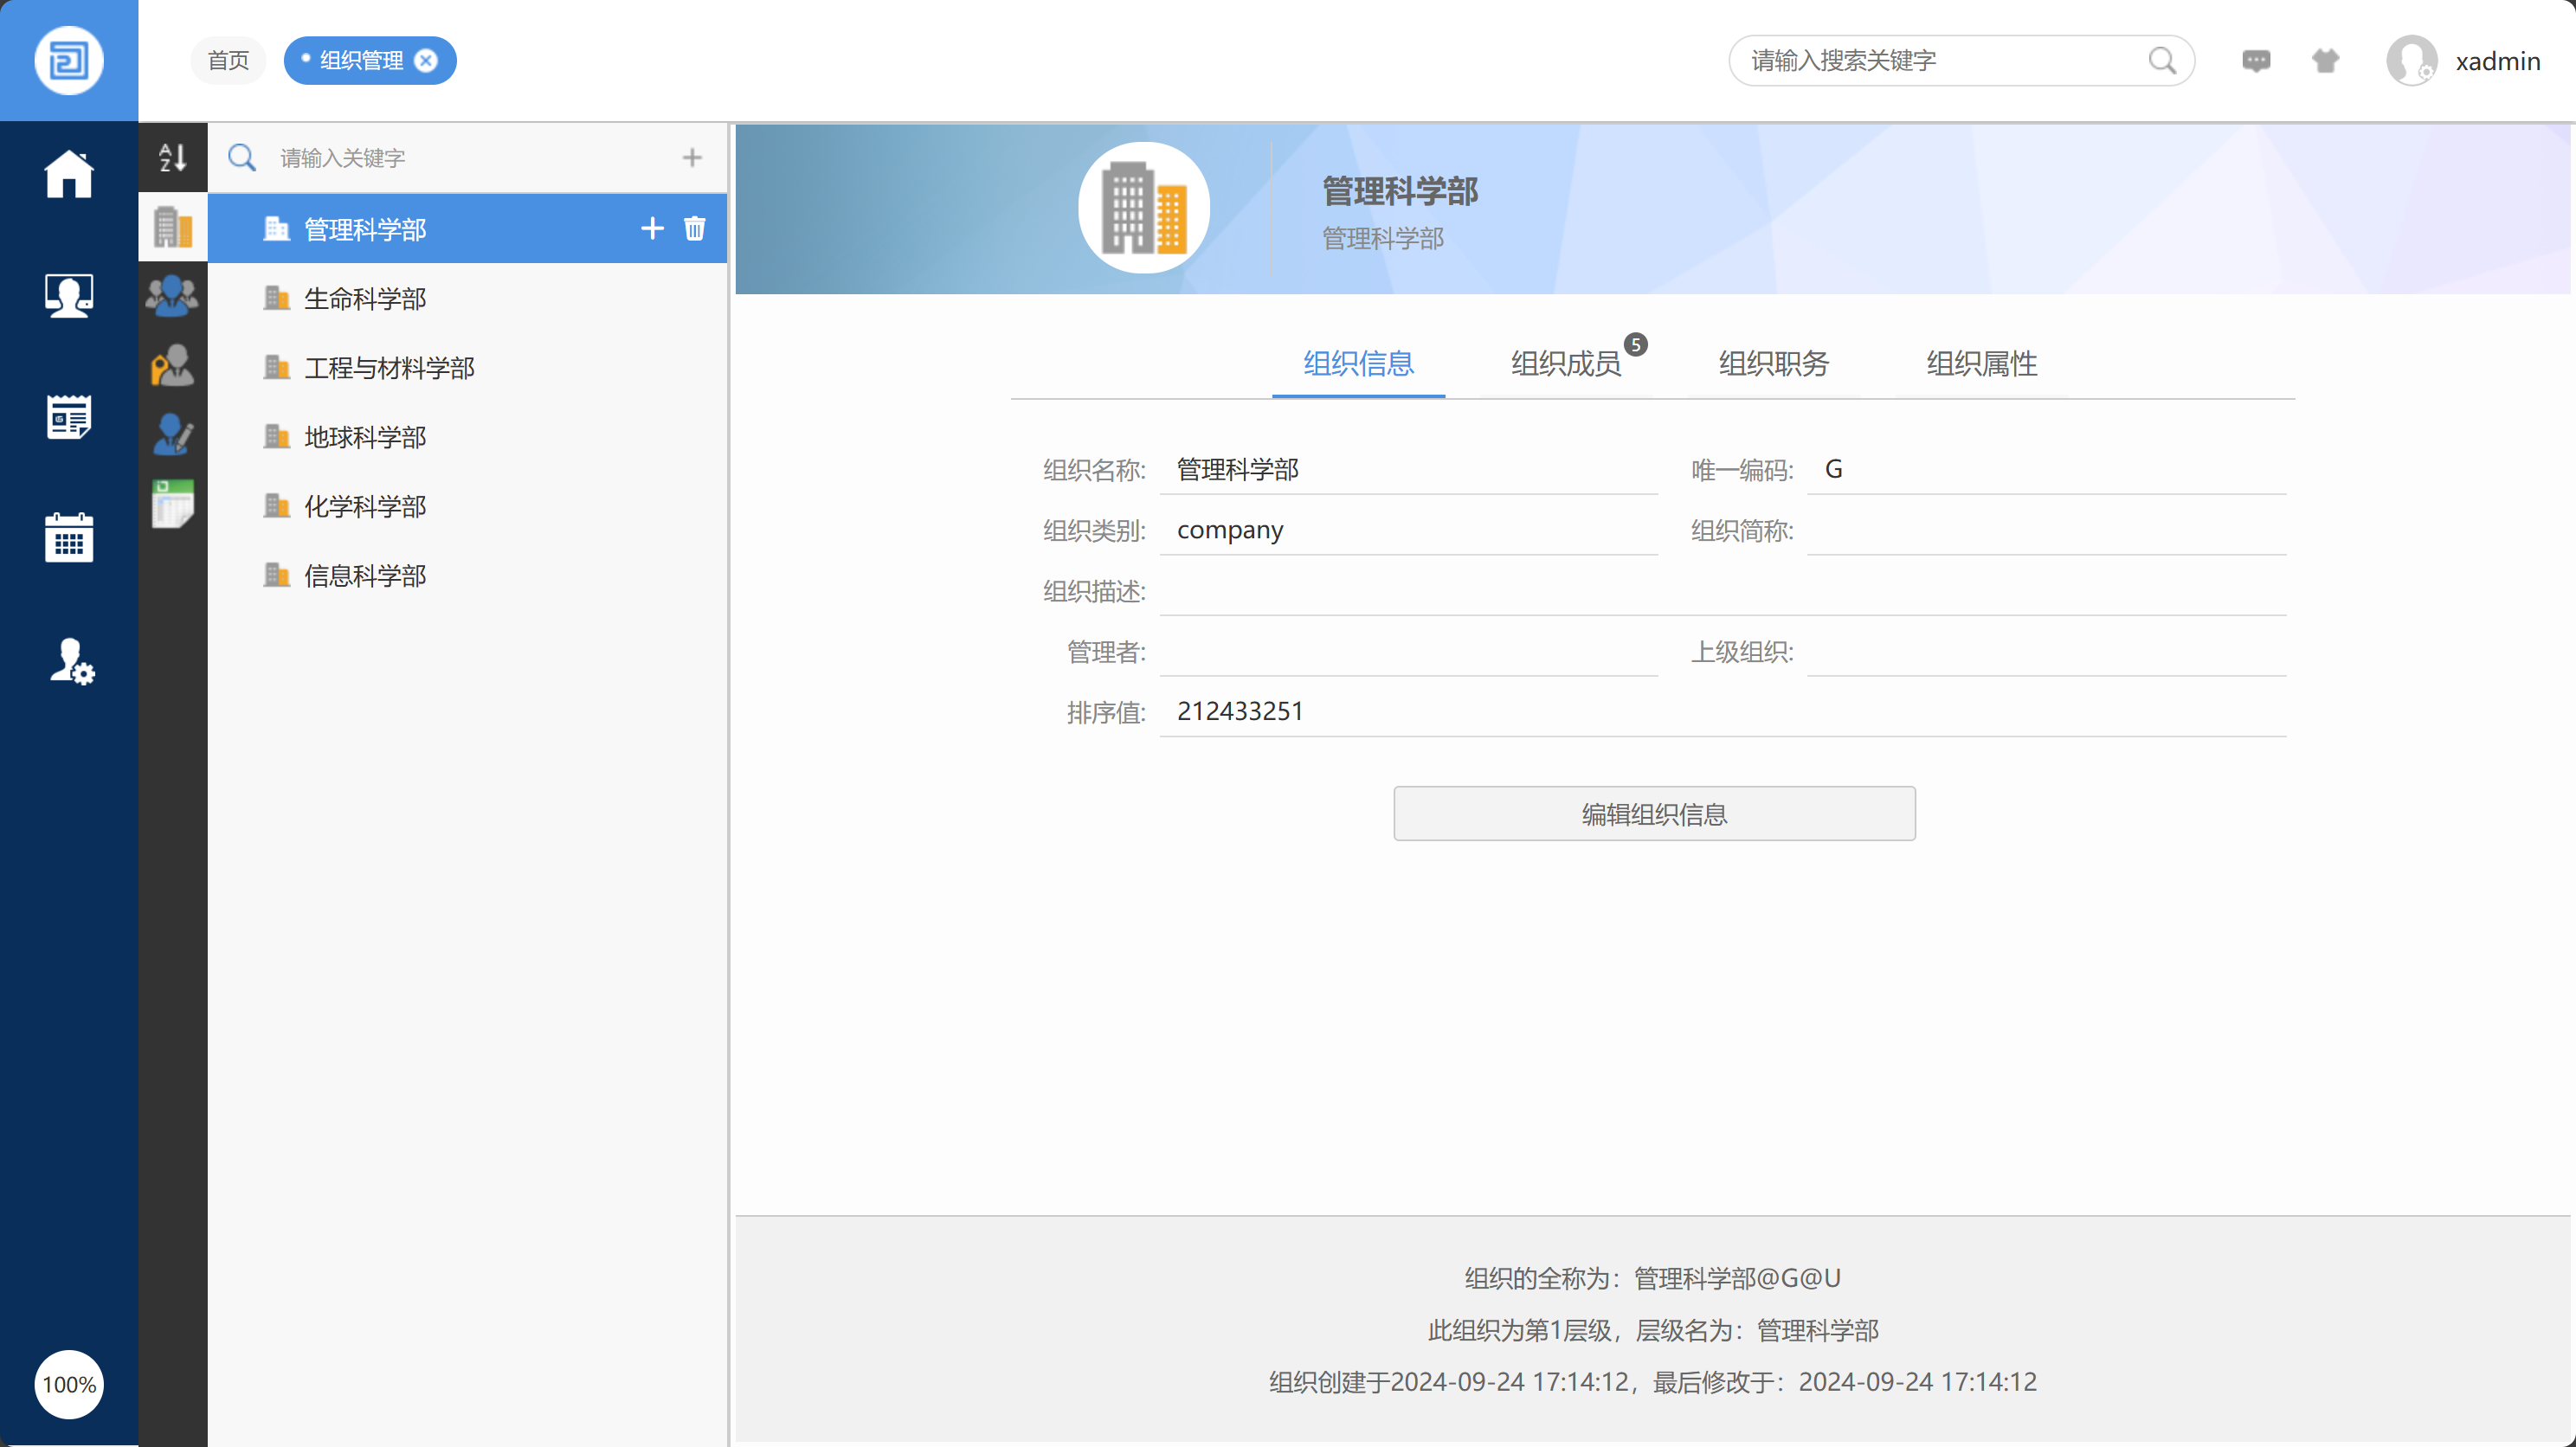 首页
组织管理
请输入搜索关键字
xadmin
A
Z
请输入关键字
管理科学部
生命科学部
工程与材料学部
地球科学部
化学科学部
信息科学部
100%
管理科学部
管理科学部
组织信息
组织成员
5
组织职务
组织属性
组织名称: 管理科学部
唯一编码: G
组织类别: company
组织简称:
组织描述:
管理者:
上级组织:
排序值: 212433251
编辑组织信息
组织的全称为：管理科学部@G@U
此组织为第1层级，层级名为：管理科学部
组织创建于2024-09-24 17:14:12，最后修改于：2024-09-24 17:14:12